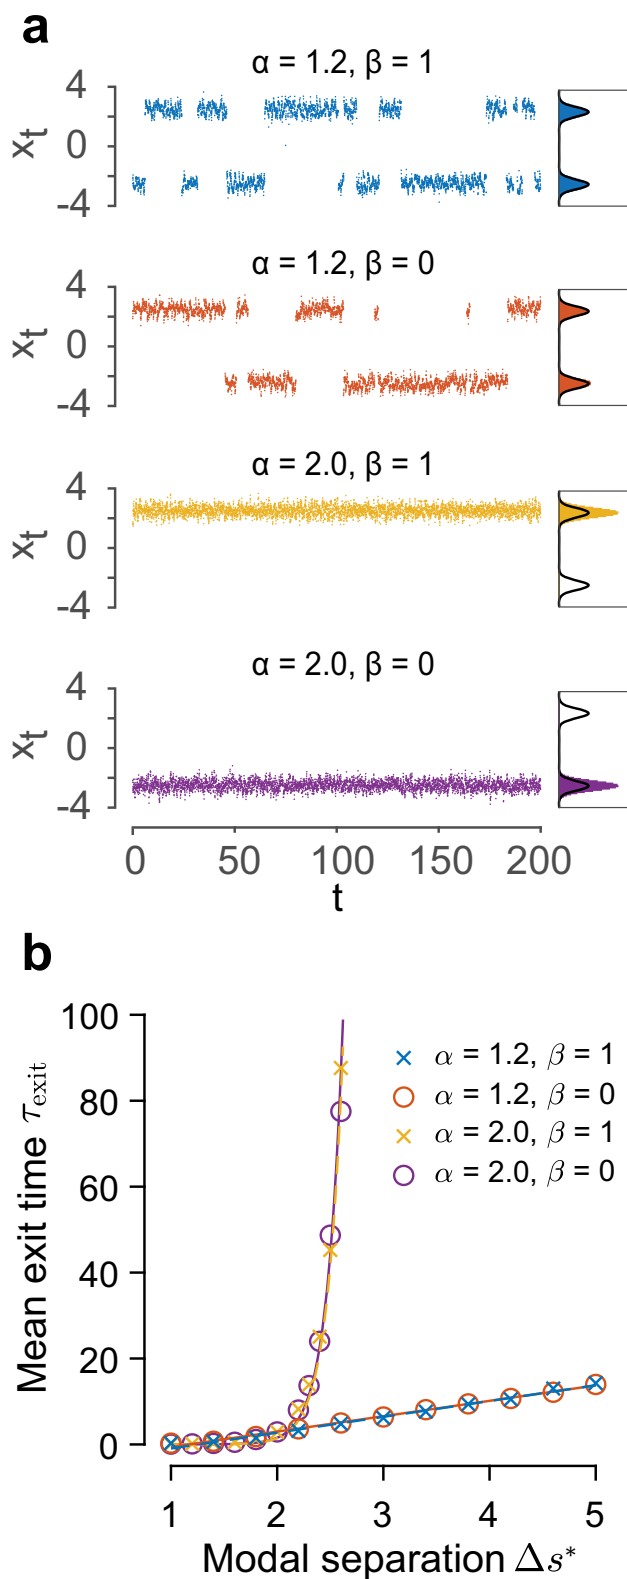 a
α = 1.2, β = 1
4
0
-4
xt
α = 1.2, β = 0
4
0
-4
xt
α = 2.0, β = 1
4
0
-4
xt
α = 2.0, β = 0
4
0
-4
xt
0 50 100 150 200
t
b
100
80
60
40
20
0
Mean exit time τexit
α = 1.2, β = 1
α = 1.2, β = 0
α = 2.0, β = 1
α = 2.0, β = 0
1 2 3 4 5
Modal separation Δs*